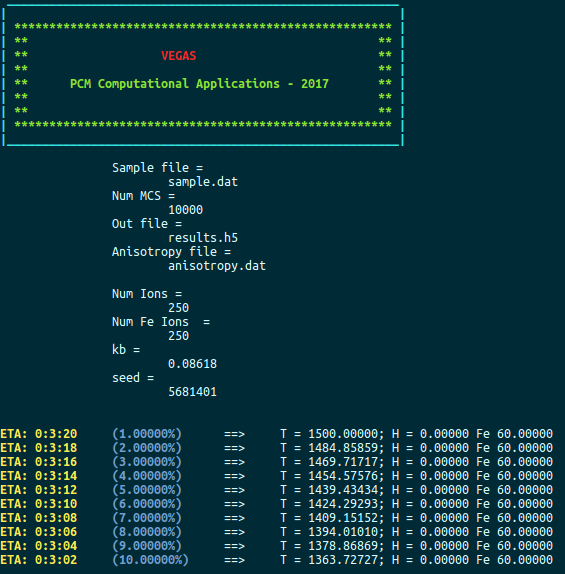 ******************************************************
** **
** VEGAS **
** **
** PCM Computational Applications - 2017 **
** **
** **
******************************************************
Sample file =
sample.dat
Num MCS =
10000
Out file =
results.h5
Anisotropy file =
anisotropy.dat
Num Ions =
250
Num Fe Ions =
250
kb =
0.08618
seed =
5681401
ETA: 0:3:20 (1.00000%) ==> T = 1500.00000; H = 0.00000 Fe 60.00000
ETA: 0:3:18 (2.00000%) ==> T = 1484.85859; H = 0.00000 Fe 60.00000
ETA: 0:3:16 (3.00000%) ==> T = 1469.71717; H = 0.00000 Fe 60.00000
ETA: 0:3:14 (4.00000%) ==> T = 1454.57576; H = 0.00000 Fe 60.00000
ETA: 0:3:12 (5.00000%) ==> T = 1439.43434; H = 0.00000 Fe 60.00000
ETA: 0:3:10 (6.00000%) ==> T = 1424.29293; H = 0.00000 Fe 60.00000
ETA: 0:3:08 (7.00000%) ==> T = 1409.15152; H = 0.00000 Fe 60.00000
ETA: 0:3:06 (8.00000%) ==> T = 1394.01010; H = 0.00000 Fe 60.00000
ETA: 0:3:04 (9.00000%) ==> T = 1378.86869; H = 0.00000 Fe 60.00000
ETA: 0:3:02 (10.00000%) ==> T = 1363.72727; H = 0.00000 Fe 60.00000